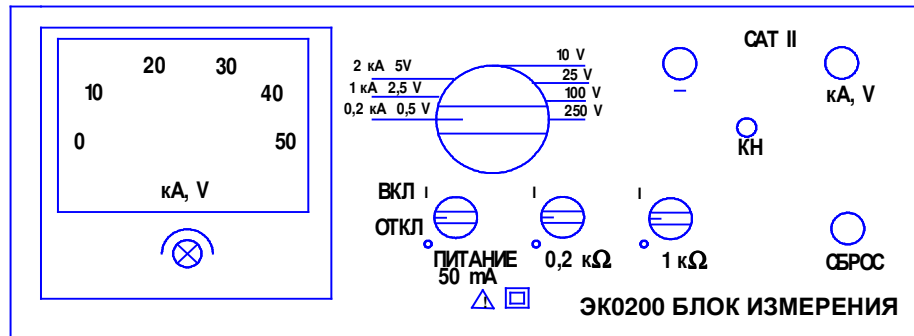 20 30
10 40
0 50
кА, V
2 кА 5V
1 кА 2,5 V
0,2 кА 0,5 V
10 V
25 V
100 V
250 V
CAT II
–
кА, V
КН
ВКЛ I
ОТКЛ
I
I
ПИТАНИЕ
50 mA
0,2 кΩ
1 кΩ
СБРОС
ЭК0200 БЛОК ИЗМЕРЕНИЯ